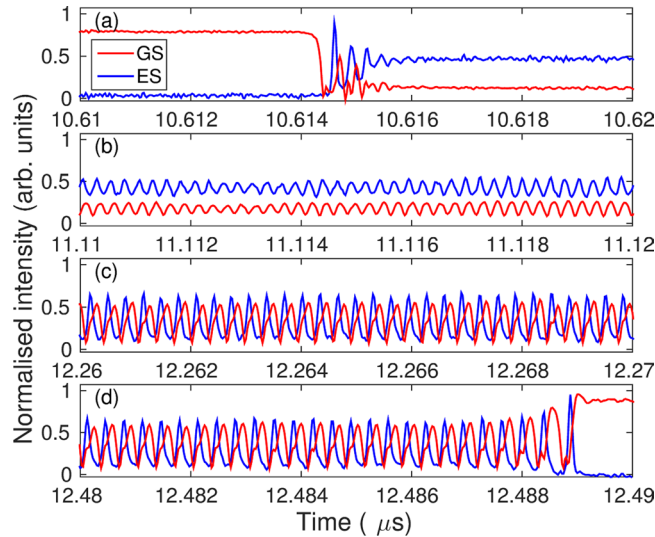 Normalised intensity (arb. units)
(a)
1
0.5
0
GS
ES
10.61 10.612 10.614 10.616 10.618 10.62
(b)
1
0.5
0
11.11 11.112 11.114 11.116 11.118 11.12
(c)
1
0.5
0
12.26 12.262 12.264 12.266 12.268 12.27
(d)
1
0.5
0
12.48 12.482 12.484 12.486 12.488 12.49
Time ( μs)